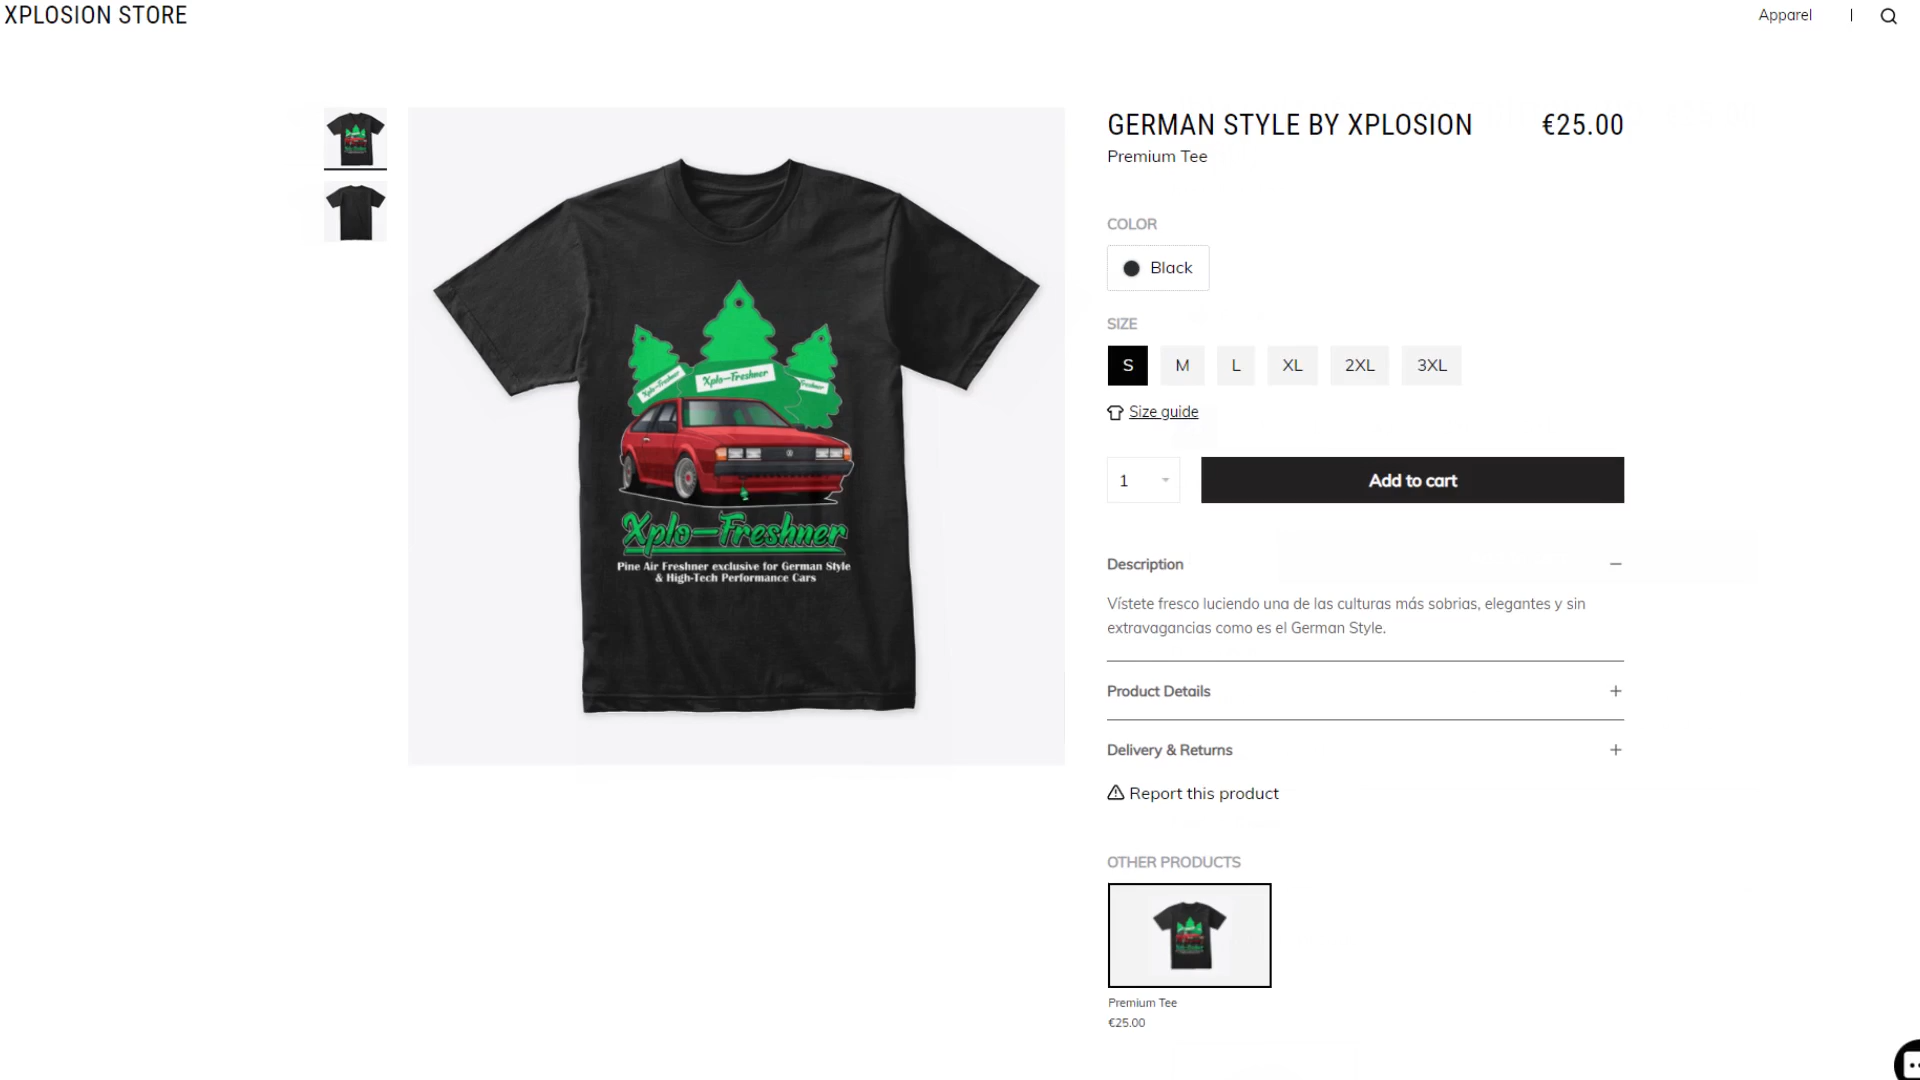 XPLOSION STORE
Apparel
GERMAN STYLE BY XPLOSION
€25.00
Premium Tee
COLOR
Black
SIZE
S M L XL 2XL 3XL
Size guide
1
Add to cart
Xplo-Freshner
Xplo-Freshner
Freshner
Xplo-Freshner
Pine Air Freshner exclusive for German Style
& High-Tech Performance Cars
Description
Vístete fresco luciendo una de las culturas más sobrias, elegantes y sin
extravagancias como es el German Style.
Product Details
Delivery & Returns
Report this product
OTHER PRODUCTS
Premium Tee
€25.00